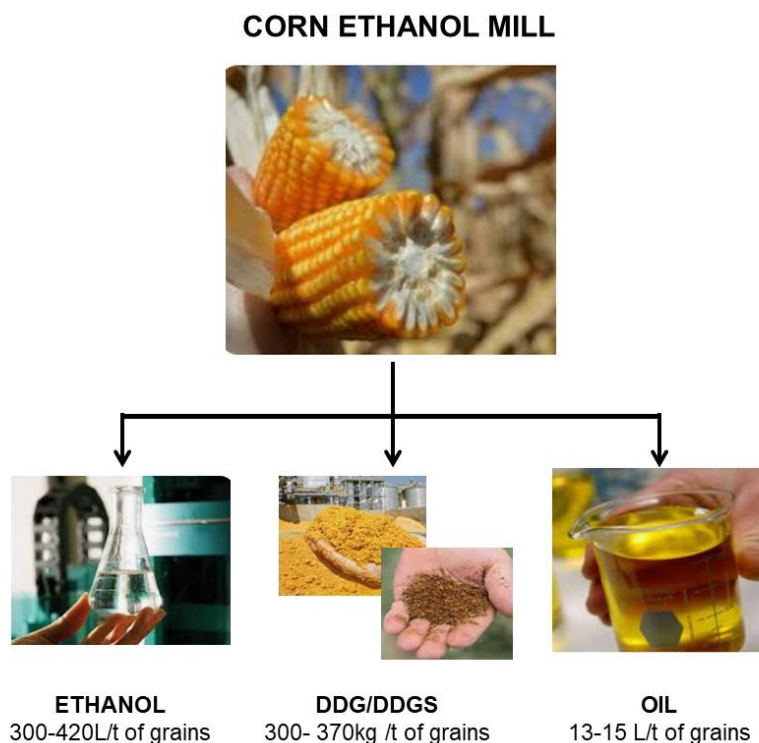 CORN ETHANOL MILL
ETHANOL
300-420L/t of grains
DDG/DDGS
300- 370kg /t of grains
OIL
13-15 L/t of grains